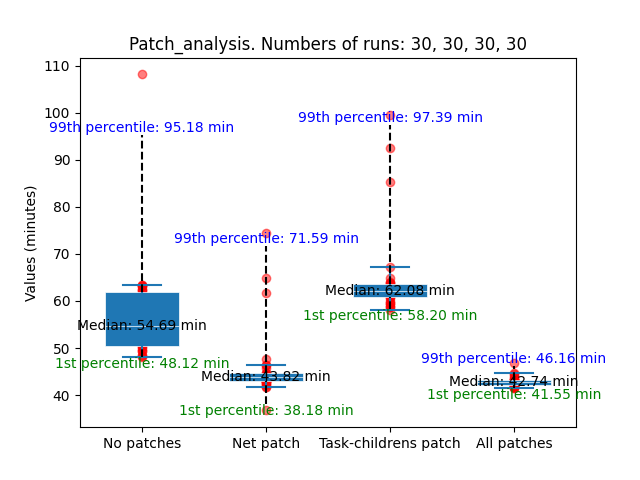 Patch_analysis. Numbers of runs: 30, 30, 30, 30
Values (minutes)
110
100
90
80
70
60
50
40
99th percentile: 95.18 min
Median: 54.69 min
1st percentile: 48.12 min
99th percentile: 71.59 min
Median: 43.82 min
1st percentile: 38.18 min
99th percentile: 97.39 min
Median: 62.08 min
1st percentile: 58.20 min
99th percentile: 46.16 min
Median: 42.74 min
1st percentile: 41.55 min
No patches
Net patch
Task-childrens patch
All patches